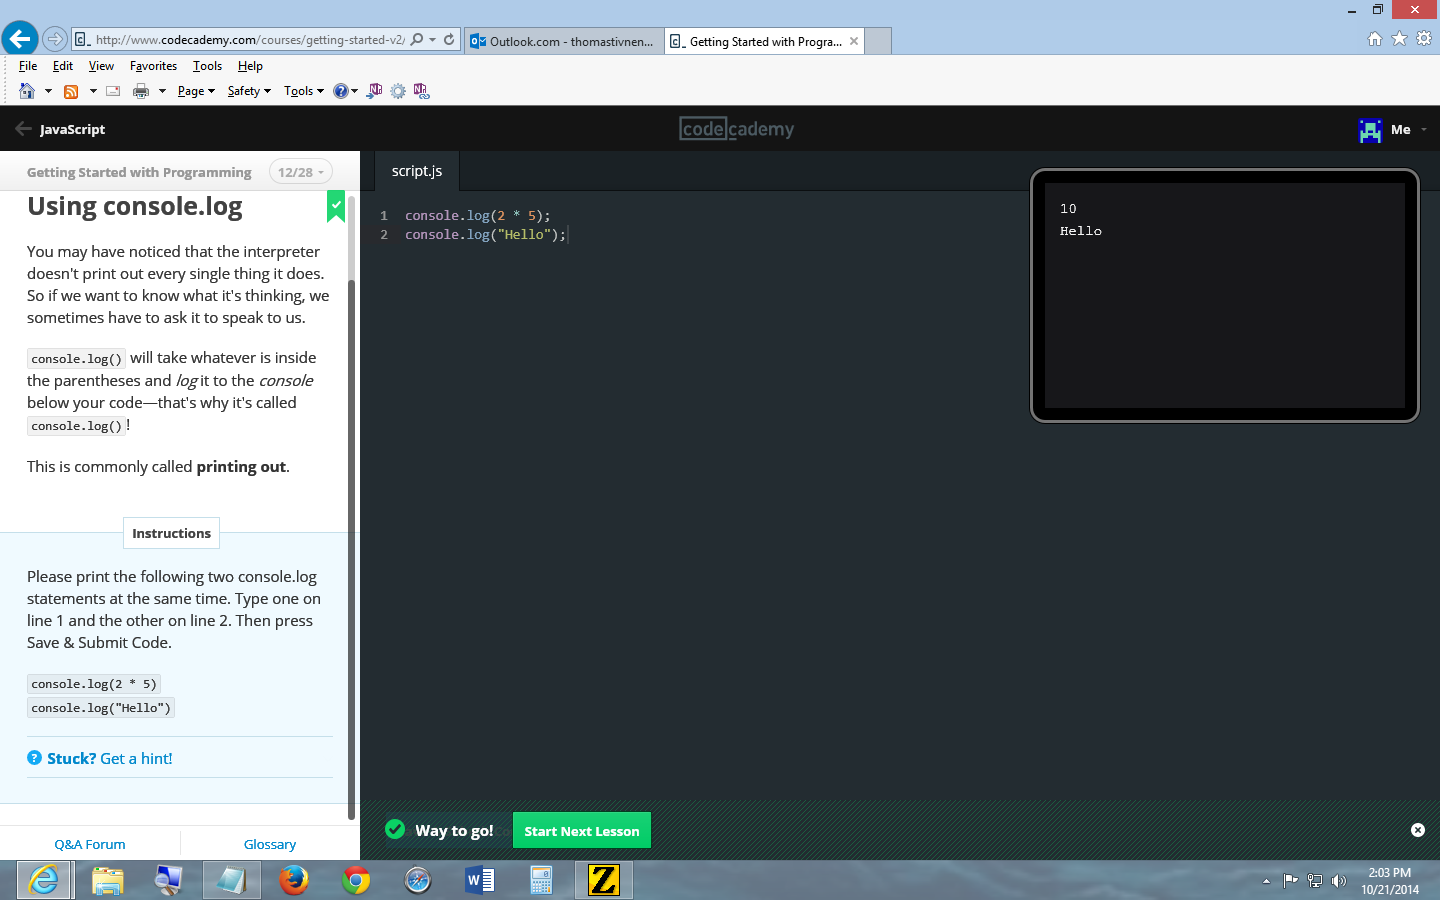 http://www.codecademy.com/courses/getting-started-v2/
Outlook.com - thomastivnen...
Getting Started with Progra...
File Edit View Favorites Tools Help
Page Safety Tools
JavaScript
codecademy
Me
Getting Started with Programming 12/28
script.js
Using console.log
You may have noticed that the interpreter
doesn't print out every single thing it does.
So if we want to know what it's thinking, we
sometimes have to ask it to speak to us.
console.log() will take whatever is inside
the parentheses and log it to the console
below your code—that's why it's called
console.log()!
This is commonly called printing out.
Instructions
Please print the following two console.log
statements at the same time. Type one on
line 1 and the other on line 2. Then press
Save & Submit Code.
console.log(2 * 5)
console.log("Hello")
Stuck? Get a hint!
Q&A Forum Glossary
1 console.log(2 * 5);
2 console.log("Hello");
10
Hello
Way to go! Start Next Lesson
2:03 PM
10/21/2014